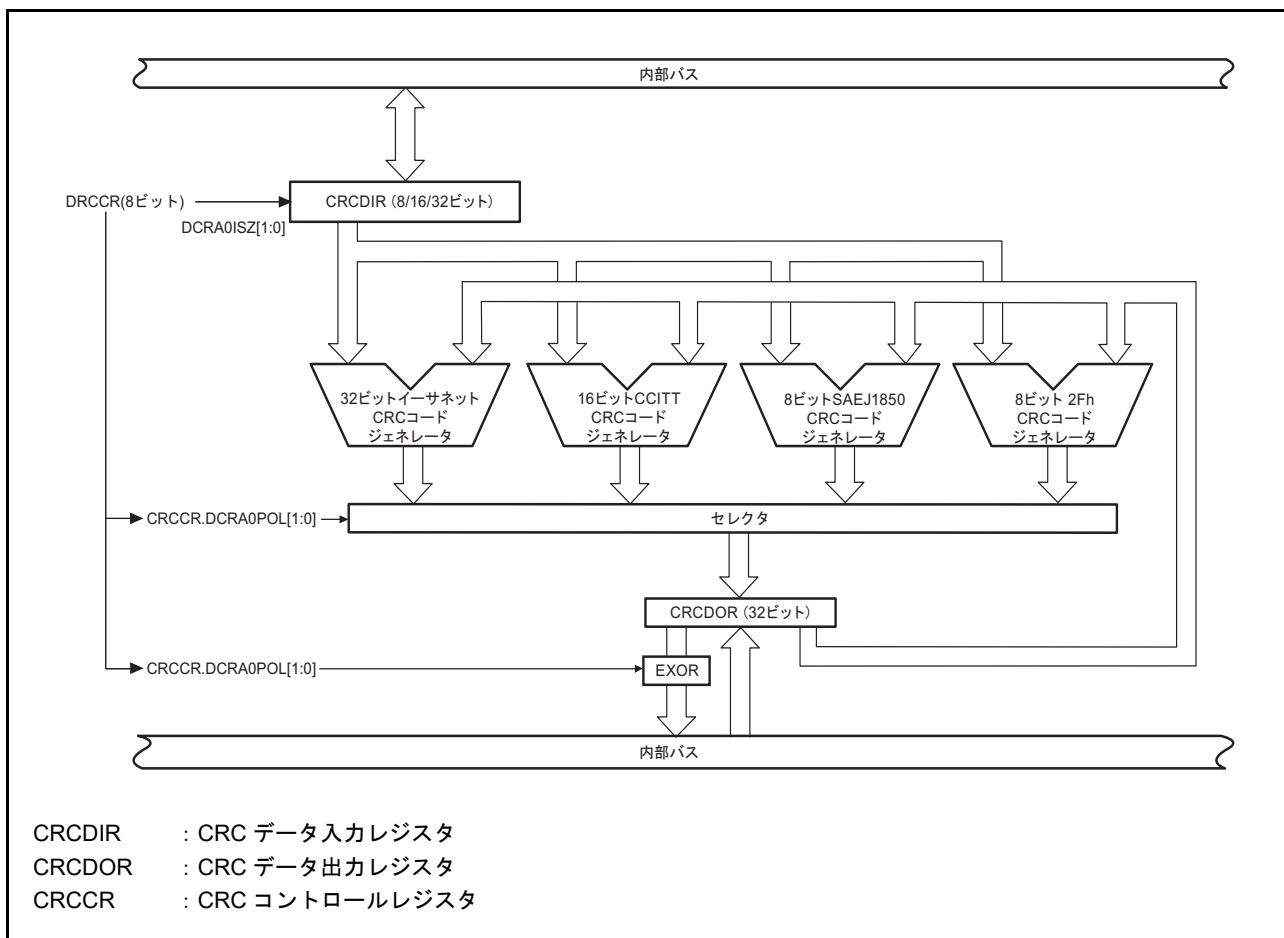 内部バス
DRCCR(8ビット)
CRCDIR (8/16/32ビット)
DCRA0ISZ[1:0]
32ビットイーサネット
CRCコード
ジェネレータ
16ビットCCITT
CRCコード
ジェネレータ
8ビットSAEJ1850
CRCコード
ジェネレータ
8ビット 2Fh
CRCコード
ジェネレータ
CRCCR.DCRA0POL[1:0]
セレクタ
CRCDOR (32ビット)
CRCCR.DCRA0POL[1:0]
EXOR
内部バス
CRCDIR : CRC データ入力レジスタ
CRCDOR : CRC データ出力レジスタ
CRCCR : CRC コントロールレジスタ